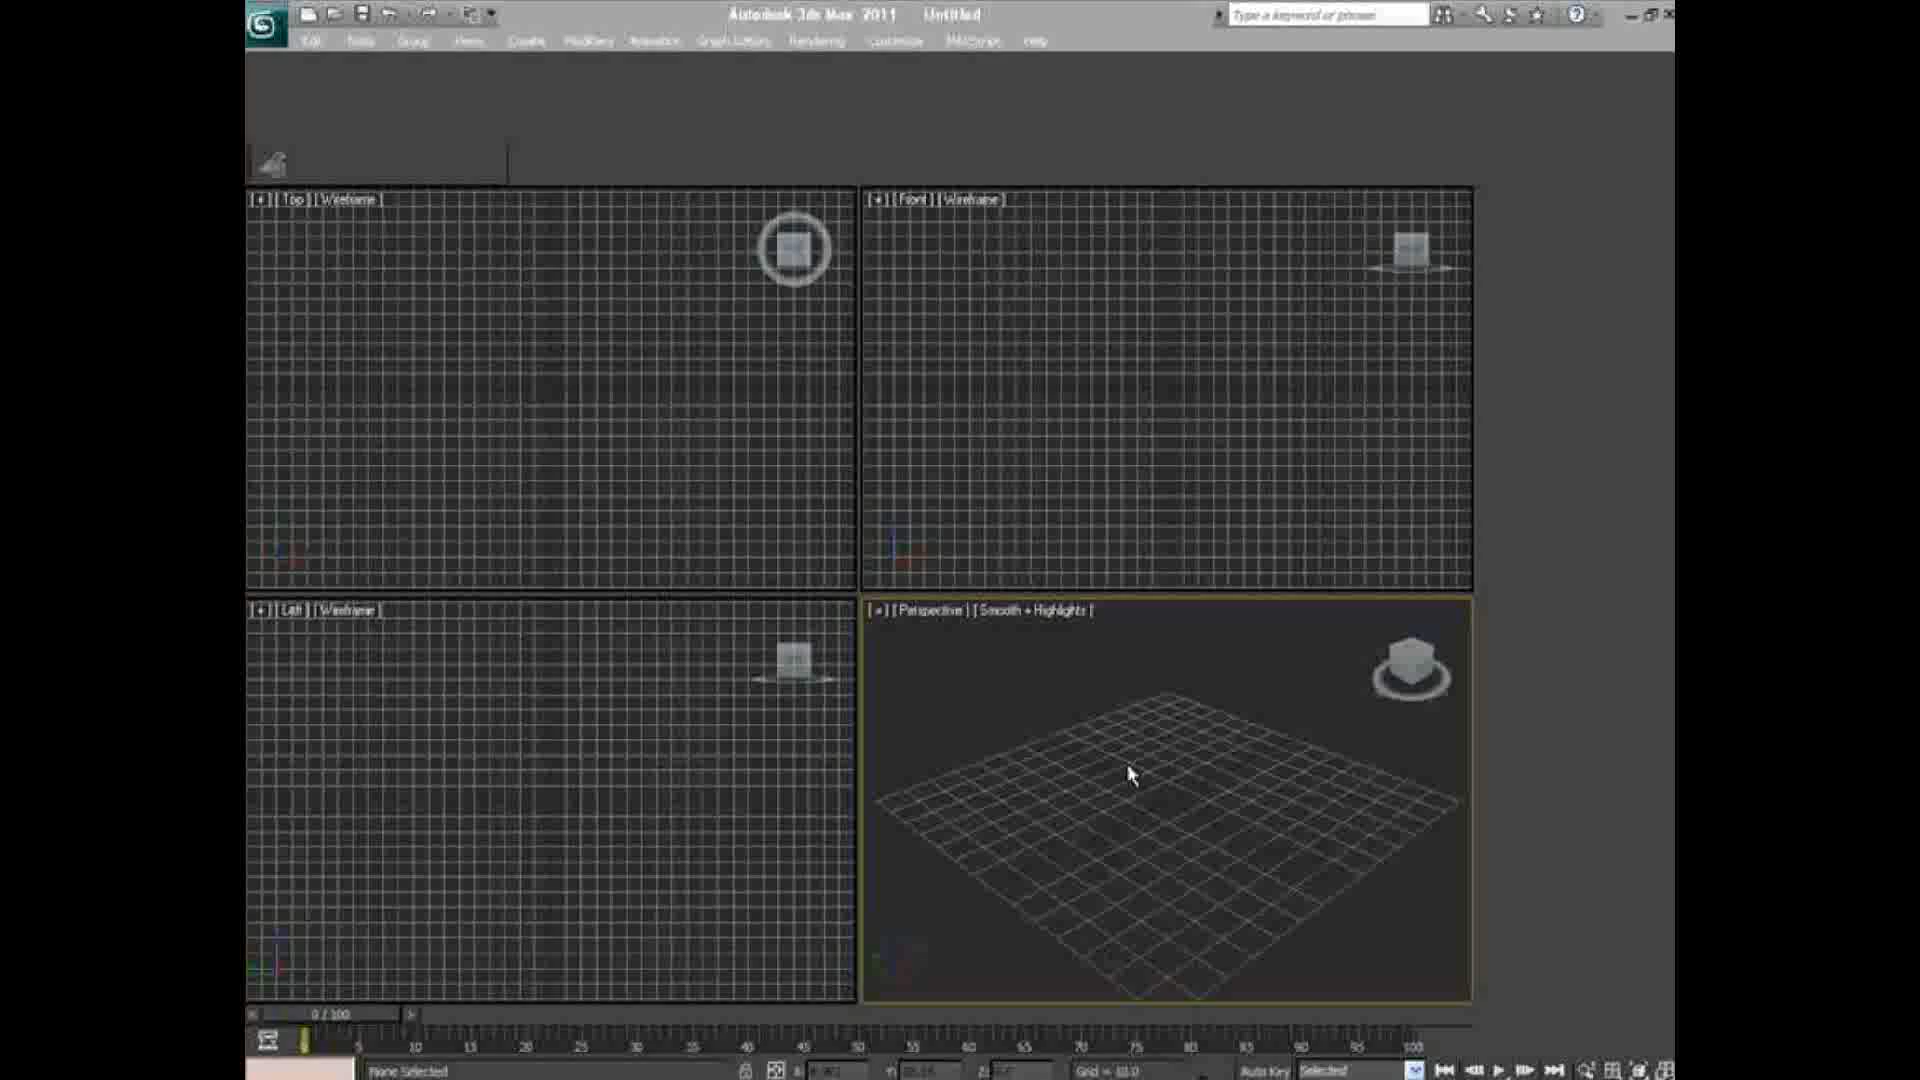 Autodesk 3ds Max 2011 Untitled
Type a keyword or phrase
Edit Tools Group Views Create Modifiers Animation Graph Editors Rendering Customize MAXScript Help
[ + ] [ Top ] [ Wireframe ]
[ + ] [ Front ] [ Wireframe ]
[ + ] [ Left ] [ Wireframe ]
[ + ] [ Perspective ] [ Smooth + Highlights ]
0 / 100
5 10 15 20 25 30 35 40 45 50 55 60 65 70 75 80 85 90 95 100
None Selected X: Y: Z: Grid = 10.0 Auto Key Selected